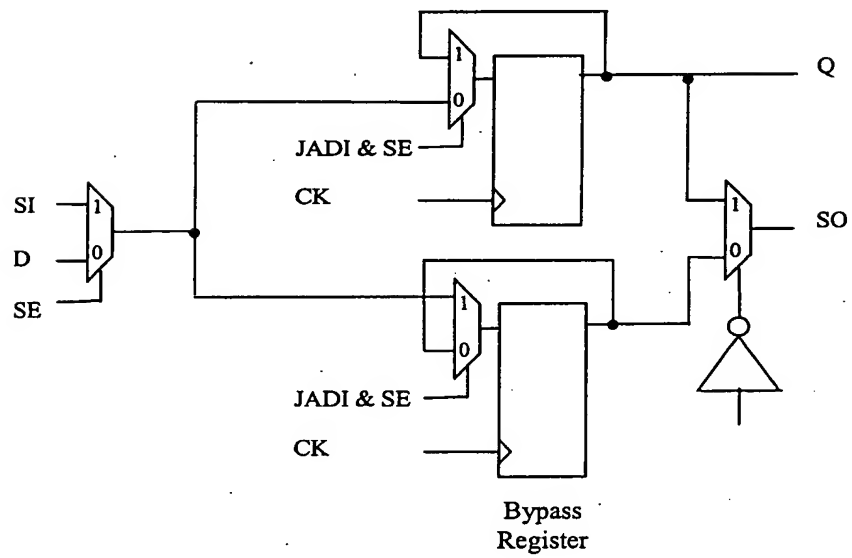 1
0
Q
JADI & SE
CK
SI
1
D
0
SE
1
0
SO
1
0
JADI & SE
CK
Bypass
Register